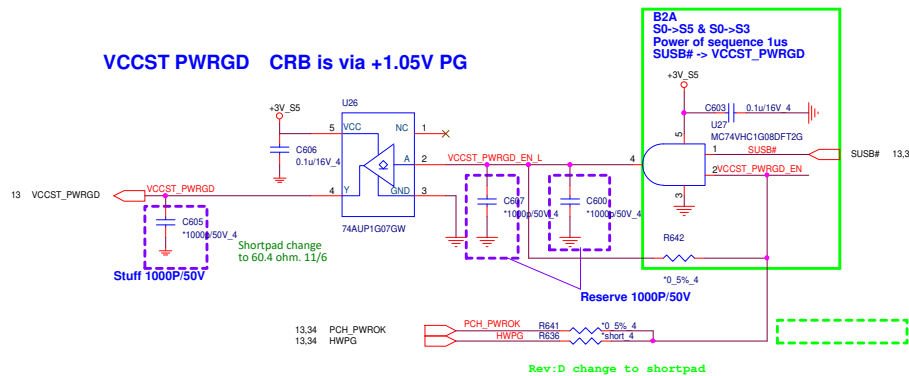 B2A
S0->S5 & S0->S3
Power of sequence 1us
SUSB# -> VCCST_PWRGD
VCCST PWRGD CRB is via +1.05V PG
+3V_S5
+3V_S5
U26
C603
0.1u/16V_4
U27
MC74VHC1G08DFT2G
5
VCC
NC
1
C606
0.1u/16V_4
5
1
SUSB#
SUSB#
13,3
2
A
VCCST_PWRGD_EN_L
4
2
VCCST_PWRGD_EN
13
VCCST_PWRGD
VCCST_PWRGD
4
Y
GND
3
3
C605
*1000p/50V_4
74AUP1G07GW
C607
*1000p/50V_4
C600
*1000p/50V_4
Shortpad change
to 60.4 ohm. 11/6
R642
*0_5%_4
Stuff 1000P/50V
Reserve 1000P/50V
13,34
PCH_PWROK
PCH_PWROK
R641
*0_5%_4
13,34
HWPG
HWPG
R636
*short_4
Rev:D change to shortpad